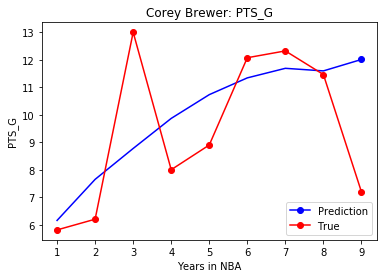 Corey Brewer: PTS_G
PTS_G
13
12
11
10
9
8
7
6
1 2 3 4 5 6 7 8 9
Years in NBA
Prediction
True